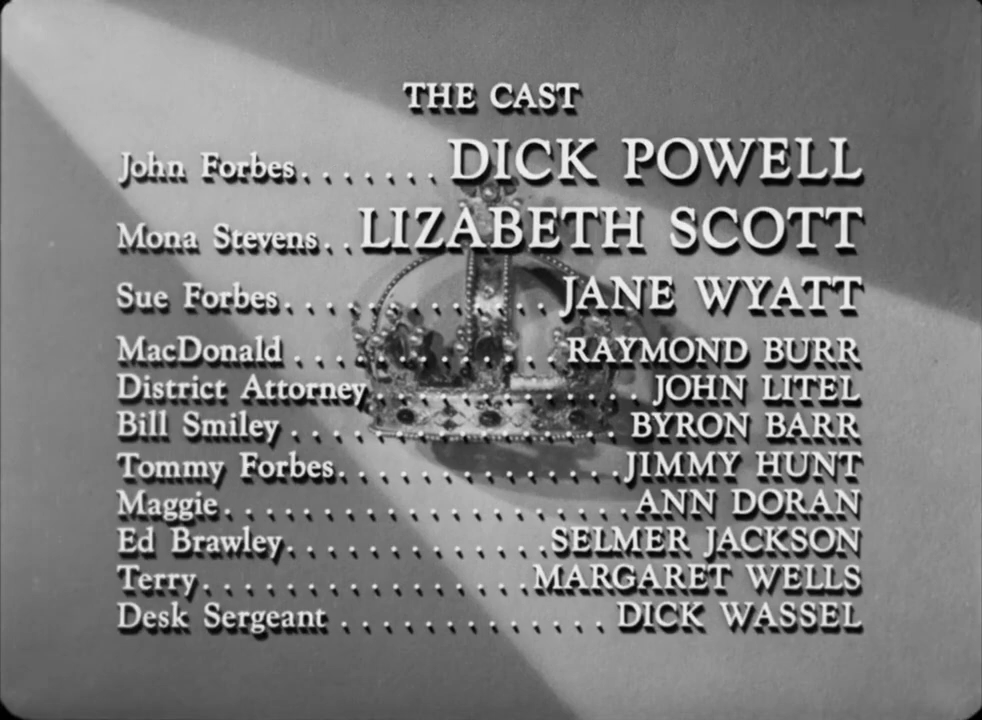 THE CAST
John Forbes.......DICK POWELL
Mona Stevens..LIZABETH SCOTT
Sue Forbes............JANE WYATT
MacDonald.............RAYMOND BURR
District Attorney..............JOHN LITEL
Bill Smiley................BYRON BARR
Tommy Forbes..............JIMMY HUNT
Maggie.....................ANN DORAN
Ed Brawley.............SELMER JACKSON
Terry.................MARGARET WELLS
Desk Sergeant.............DICK WASSEL